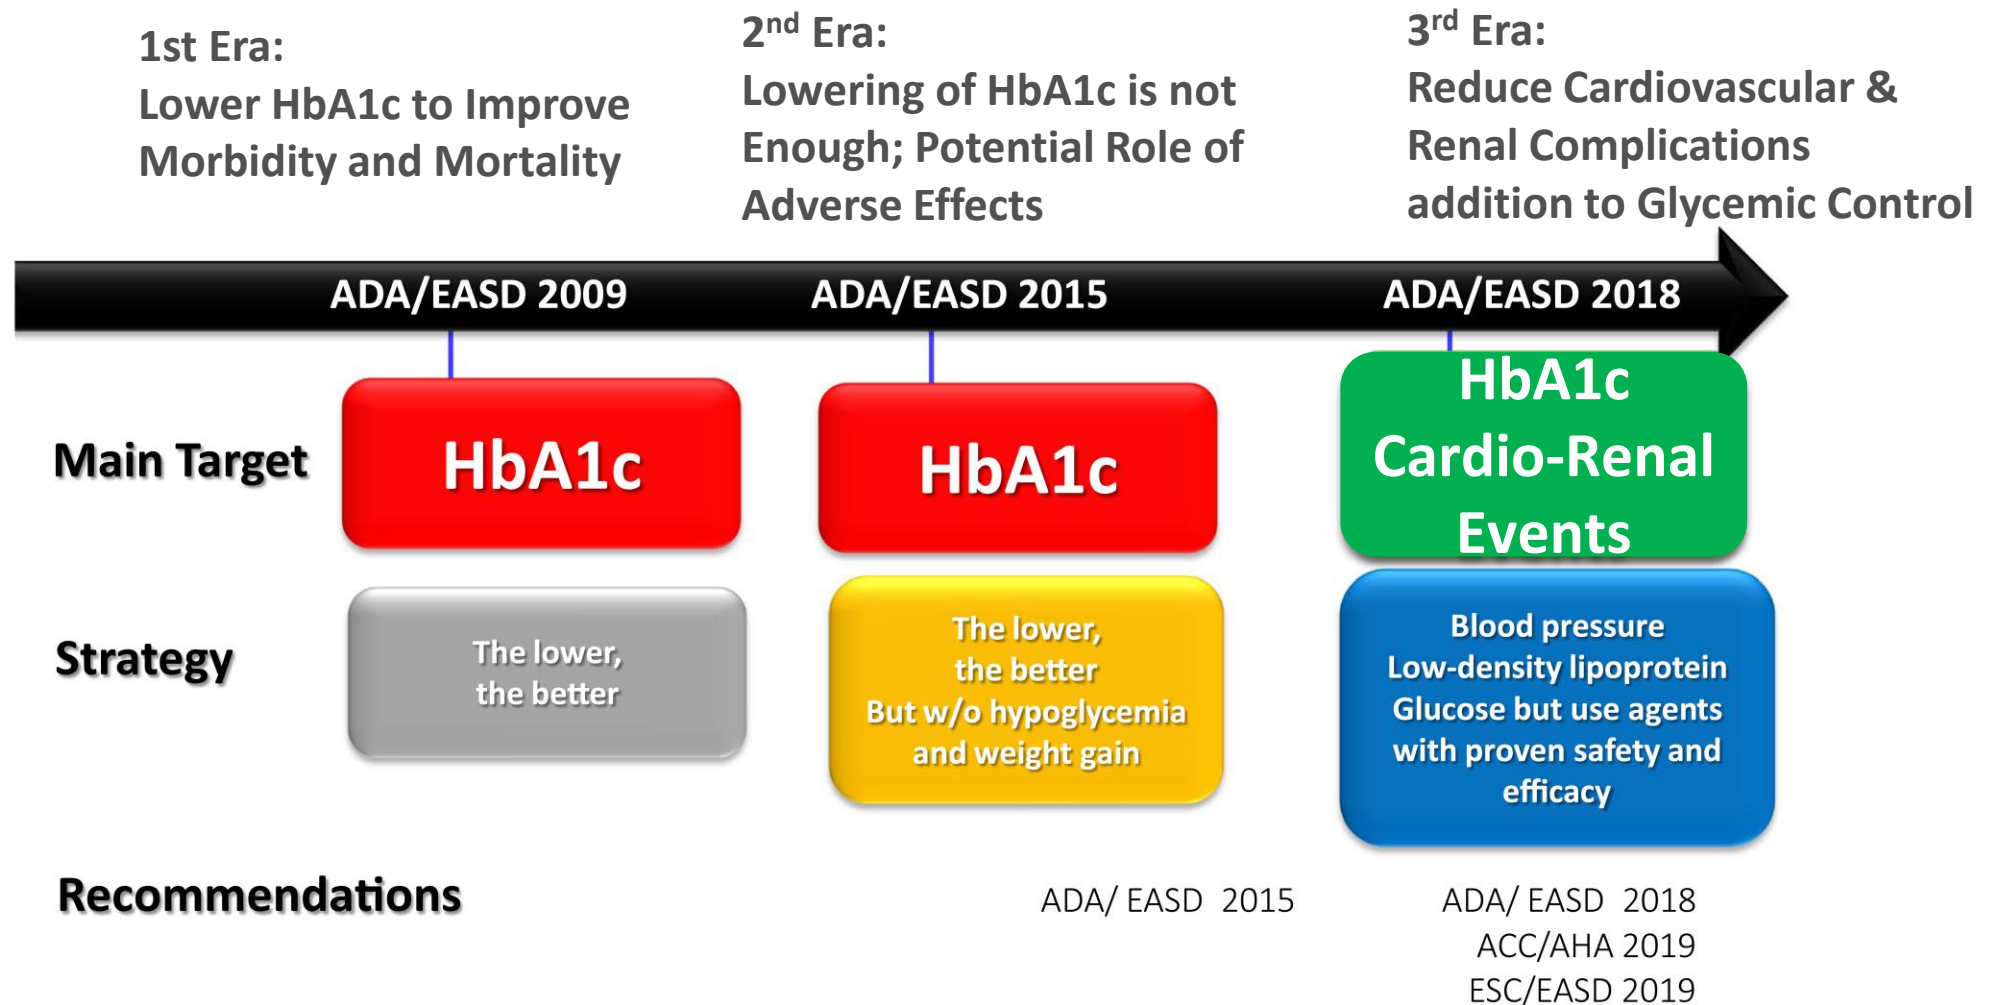 1st Era:
Lower HbA1c to Improve
Morbidity and Mortality
2nd Era:
Lowering of HbA1c is not
Enough; Potential Role of
Adverse Effects
3rd Era:
Reduce Cardiovascular &
Renal Complications
addition to Glycemic Control
ADA/EASD 2009
ADA/EASD 2015
ADA/EASD 2018
Main Target
HbA1c
HbA1c
HbA1c
Cardio-Renal
Events
Strategy
The lower,
the better
The lower,
the better
But w/o hypoglycemia
and weight gain
Blood pressure
Low-density lipoprotein
Glucose but use agents
with proven safety and
efficacy
Recommendations
ADA/ EASD 2015
ADA/ EASD 2018
ACC/AHA 2019
ESC/EASD 2019